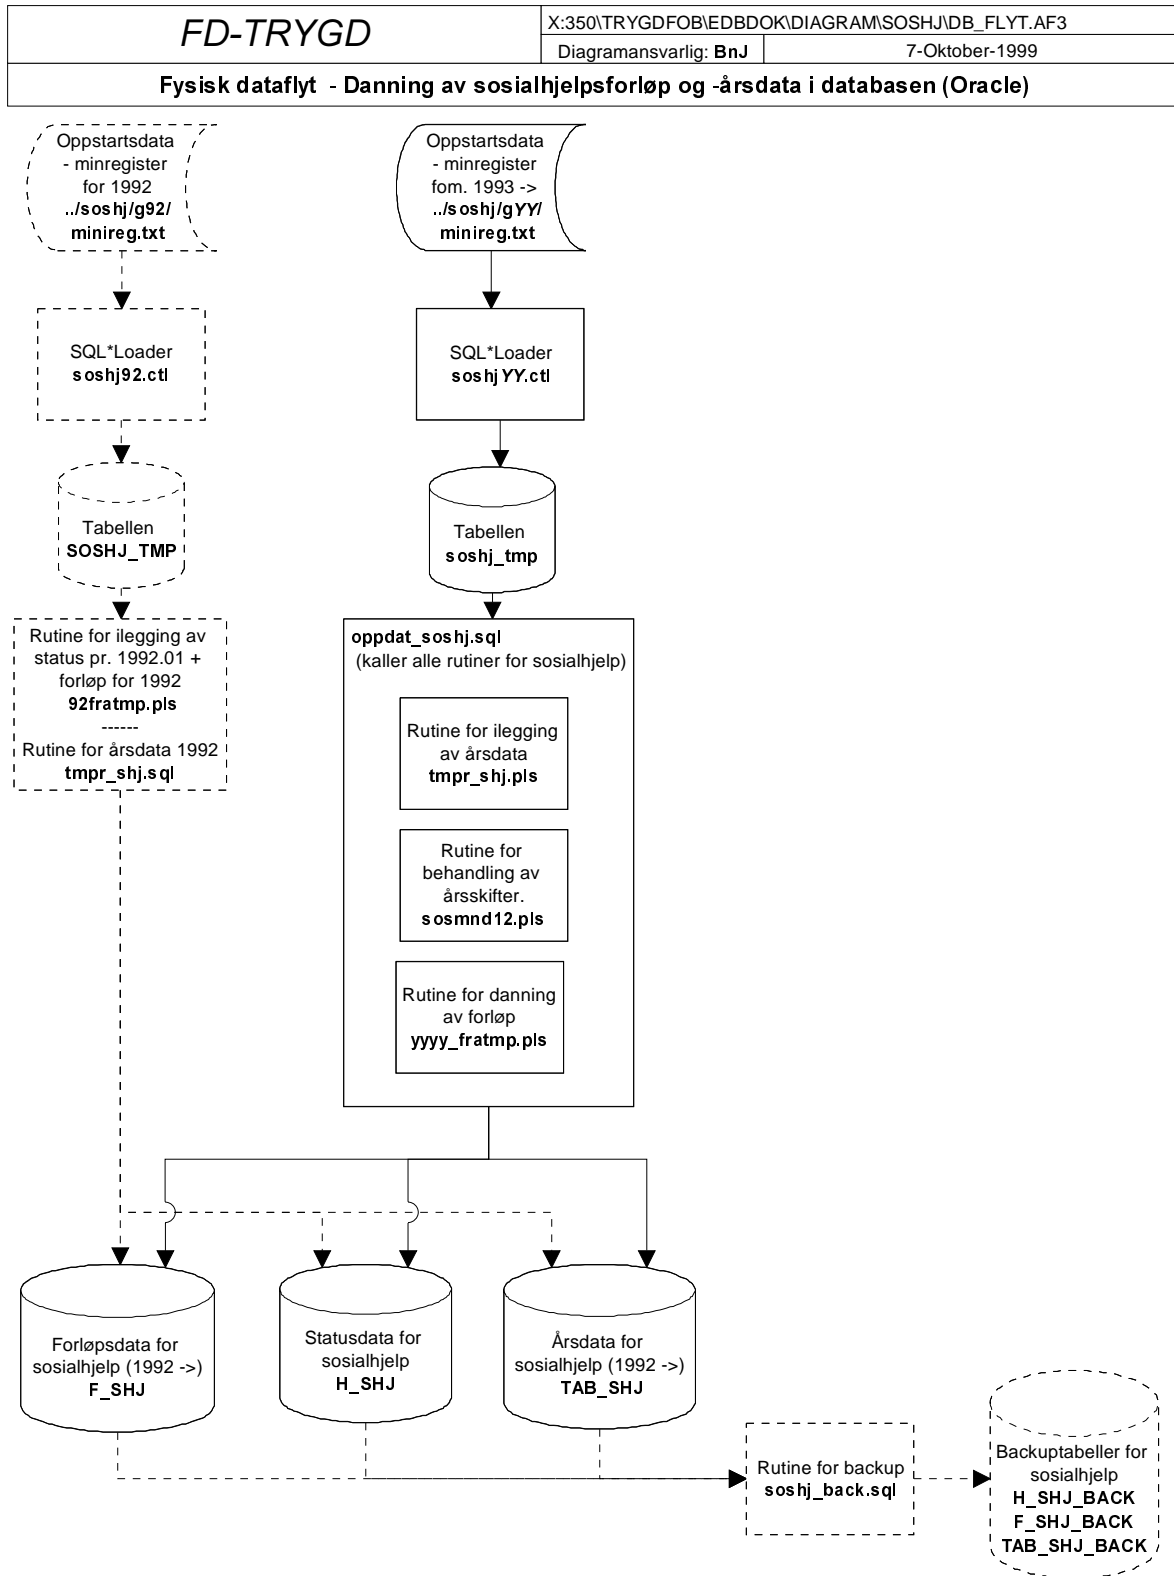 FD-TRYGD
X:350\TRYGDFOB\EDBDOK\DIAGRAM\SOSHJ\DB_FLYT.AF3
Diagramansvarlig: BnJ
7-Oktober-1999
Fysisk dataflyt - Danning av sosialhjelpsforløp og -årsdata i databasen (Oracle)
Oppstartsdata
- minregister
for 1992
../soshj/g92/
minireg.txt
Oppstartsdata
- minregister
fom. 1993 ->
../soshj/gYY/
minireg.txt
SQL*Loader
soshj92.ctl
SQL*Loader
soshjYY.ctl
Tabellen
SOSHJ_TMP
Tabellen
soshj_tmp
Rutine for ilegging av
status pr. 1992.01 +
forløp for 1992
92fratmp.pls
------
Rutine for årsdata 1992
tmpr_shj.sql
oppdat_soshj.sql
(kaller alle rutiner for sosialhjelp)
Rutine for ilegging
av årsdata
tmpr_shj.pls
Rutine for
behandling av
årsskifter.
sosmnd12.pls
Rutine for danning
av forløp
yyyy_fratmp.pls
Forløpsdata for
sosialhjelp (1992 ->)
F_SHJ
Statusdata for
sosialhjelp
H_SHJ
Årsdata for
sosialhjelp (1992 ->)
TAB_SHJ
Rutine for backup
soshj_back.sql
Backuptabeller for
sosialhjelp
H_SHJ_BACK
F_SHJ_BACK
TAB_SHJ_BACK